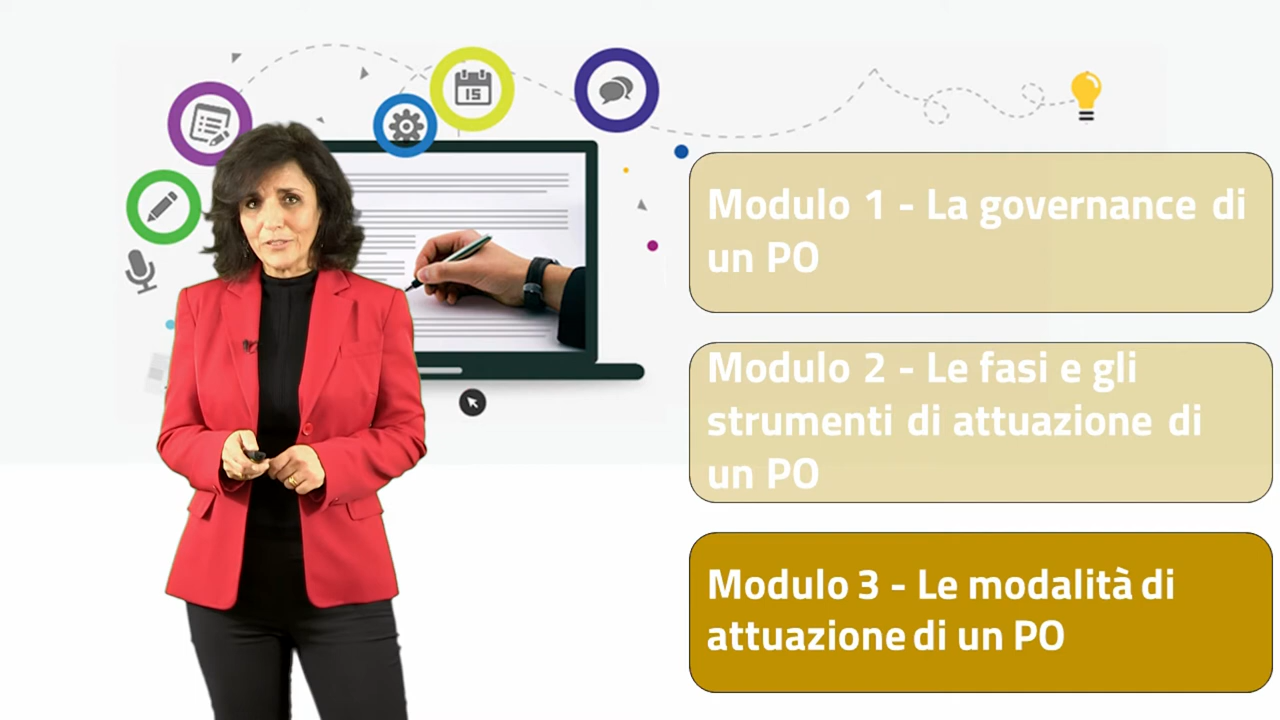 15
Modulo 1 - La governance di
un PO
Modulo 2 - Le fasi e gli
strumenti di attuazione di
un PO
Modulo 3 - Le modalità di
attuazione di un PO